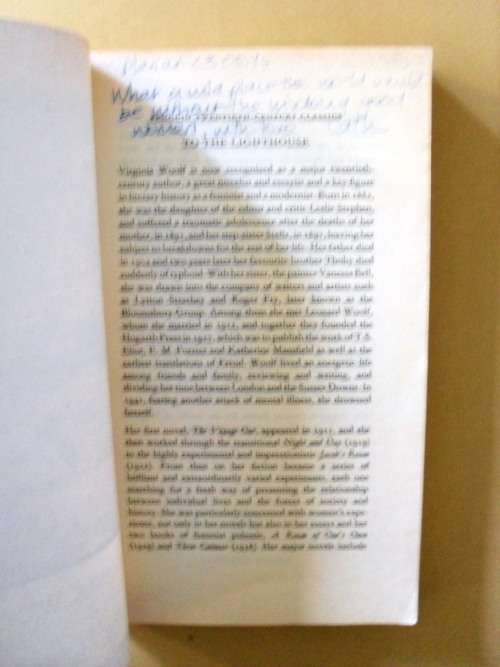 What a
be without the
women with love
PENGUIN TWENTIETH-CENTURY CLASSICS
TO THE LIGHTHOUSE
Virginia Woolf is now recognized as a major twentieth-
century author, a great novelist and essayist and a key figure
in literary history as a feminist and a modernist. Born in 1882,
she was the daughter of the editor and critic Leslie Stephen,
and suffered a traumatic adolescence after the deaths of her
mother, in 1895, and her step-sister Stella, in 1897, leaving her
subject to breakdowns for the rest of her life. Her father died
in 1904 and two years later her favourite brother Thoby died
suddenly of typhoid. With her sister, the painter Vanessa Bell,
she was drawn into the company of writers and artists such
as Lytton Strachey and Roger Fry, later known as the
Bloomsbury Group. Among them she met Leonard Woolf,
whom she married in 1912, and together they founded the
Hogarth Press in 1917, which was to publish the work of T. S.
Eliot, E. M. Forster and Katherine Mansfield as well as the
earliest translations of Freud. Woolf lived an energetic life
among friends and family, reviewing and writing, and
dividing her time between London and the Sussex Downs. In
1941, fearing another attack of mental illness, she drowned
herself.
Her first novel, The Voyage Out, appeared in 1915, and she
then worked through the transitional Night and Day (1919)
to the highly experimental and impressionistic Jacob's Room
(1922). From then on her fiction became a series of
brilliant and extraordinarily varied experiments, each one
searching for a fresh way of presenting the relationship
between individual lives and the forces of society and
history. She was particularly concerned with women's expe-
rience, not only in her novels but also in her essays and her
two books of feminist polemic, A Room of One's Own
(1929) and Three Guineas (1938). Her major novels include